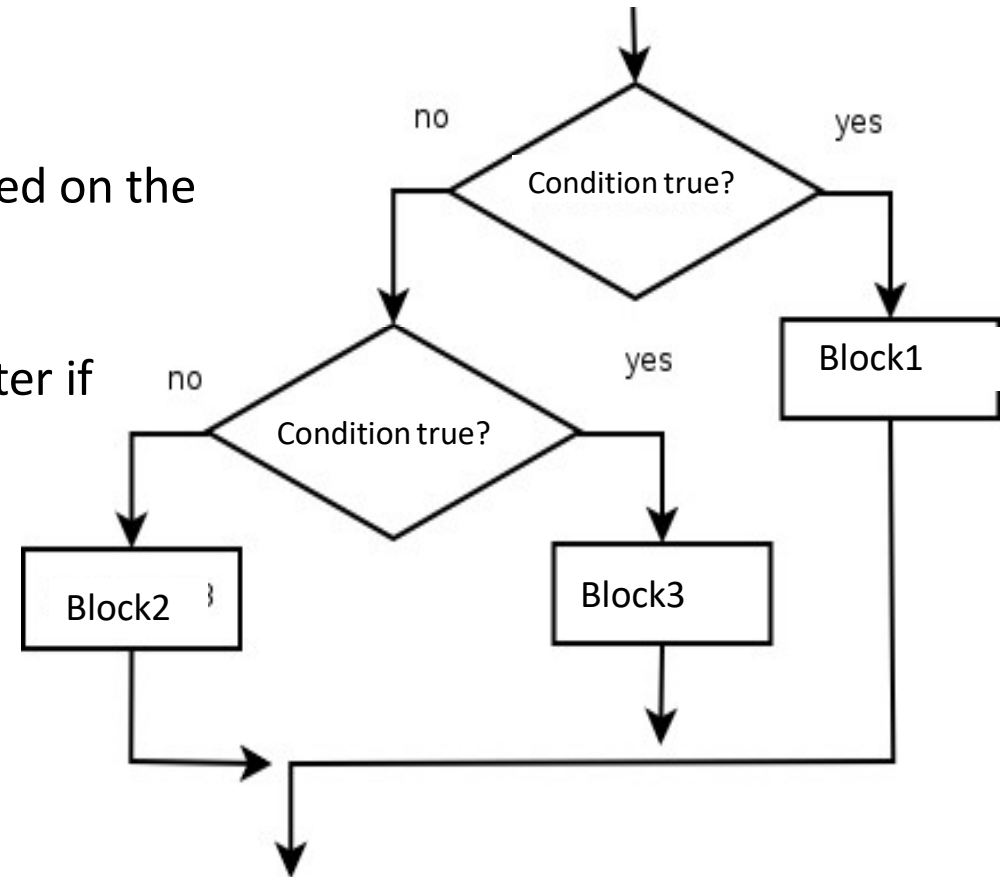 no
yes
ed on the
Condition true?
ter if
no
yes
Block1
Condition true?
Block2
Block3